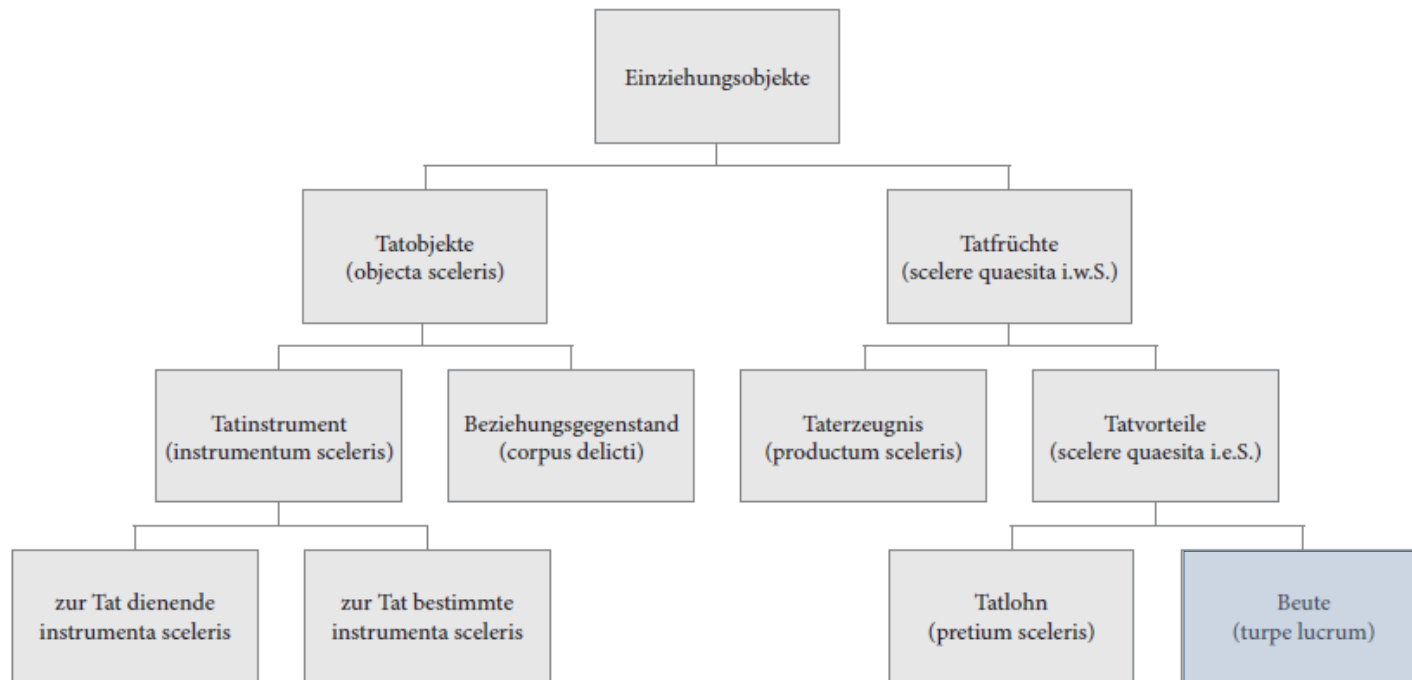 Einziehungsobjekte
Tatobjekte
(objecta sceleris)
Tatfrüchte
(scelere quaesita i.w.S.)
Tatinstrument
(instrumentum sceleris)
Beziehungsgegenstand
(corpus delicti)
Taterzeugnis
(productum sceleris)
Tatvorteile
(scelere quaesita i.e.S.)
zur Tat dienende
instrumenta sceleris
zur Tat bestimmte
instrumenta sceleris
Tatlohn
(pretium sceleris)
Beute
(turpe lucrum)